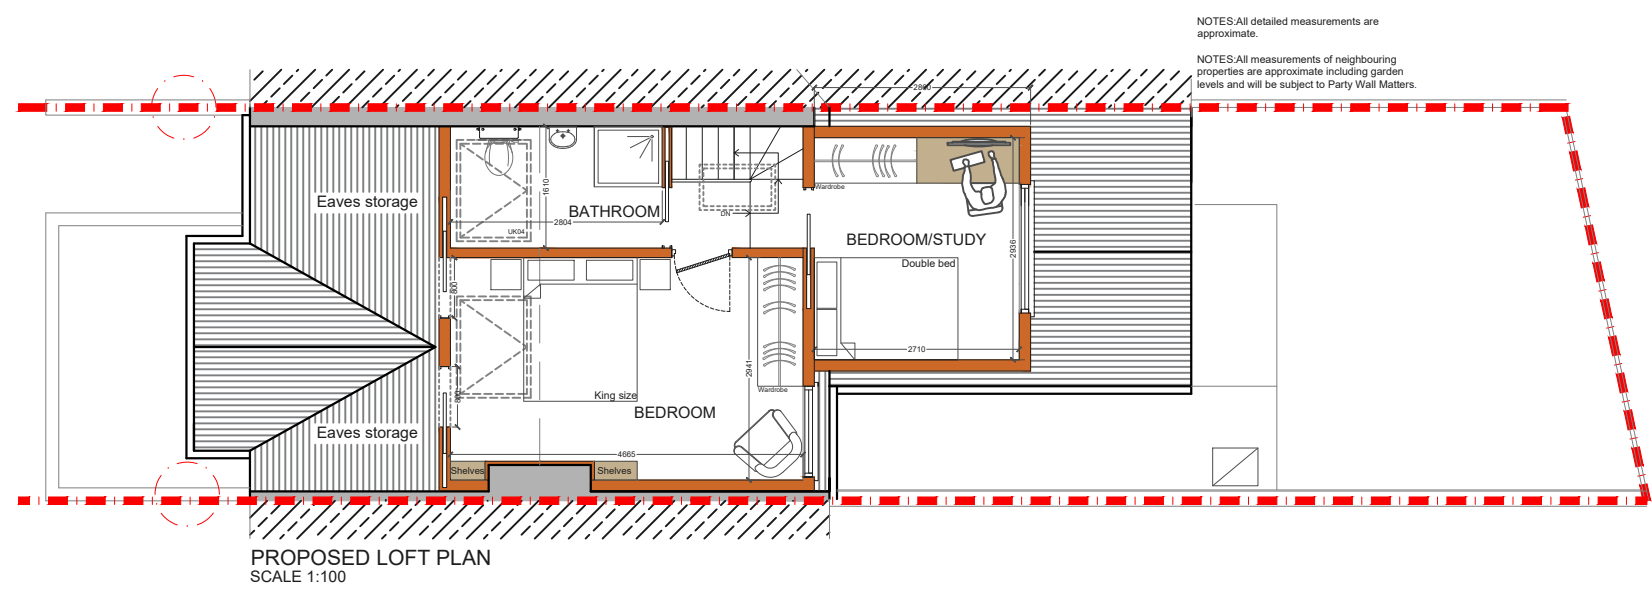 NOTES:All detailed measurements are
approximate.
NOTES:All measurements of neighbouring
properties are approximate including garden
levels and will be subject to Party Wall Matters.
2800
Eaves storage
1610
BATHROOM
2804
UK04
DN
Wardrobe
BEDROOM/STUDY
Double bed
2936
2710
800
2941
King size
Wardrobe
BEDROOM
800
Eaves storage
4665
Shelves
Shelves
PROPOSED LOFT PLAN
SCALE 1:100